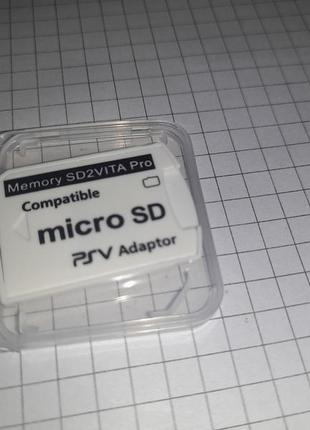 Memory SD2VITA Pro
Compatible
micro SD
PSV Adaptor